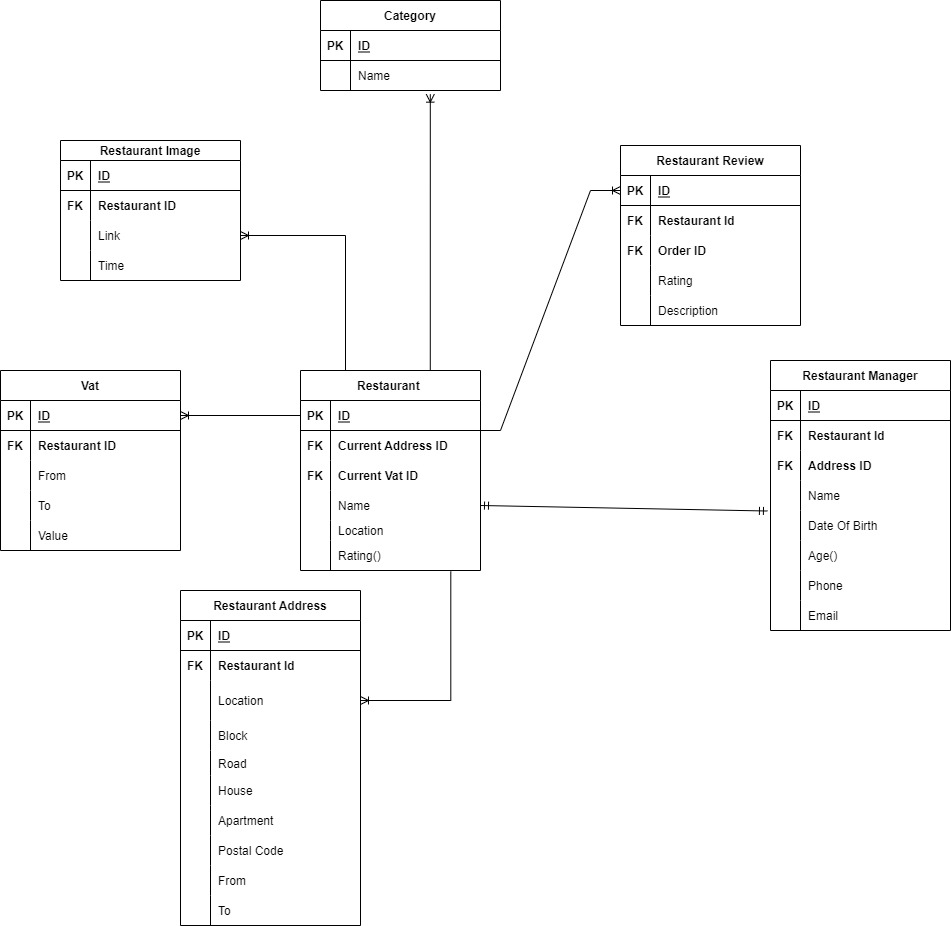 Category
PK ID
Name
Restaurant Image
PK ID
FK Restaurant ID
Link
Time
Restaurant Review
PK ID
FK Restaurant Id
FK Order ID
Rating
Description
Vat
PK ID
FK Restaurant ID
From
To
Value
Restaurant
PK ID
FK Current Address ID
FK Current Vat ID
Name
Location
Rating()
Restaurant Manager
PK ID
FK Restaurant Id
FK Address ID
Name
Date Of Birth
Age()
Phone
Email
Restaurant Address
PK ID
FK Restaurant Id
Location
Block
Road
House
Apartment
Postal Code
From
To